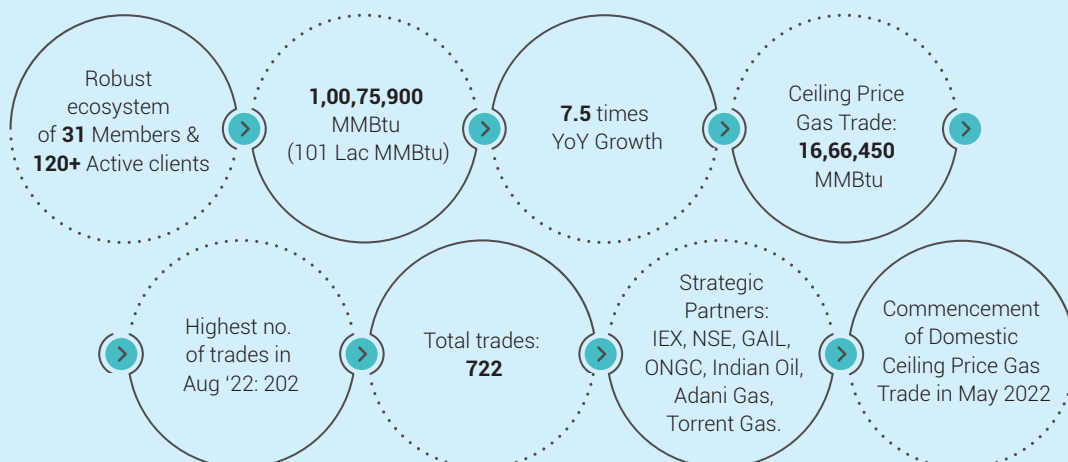 Robust
ecosystem
of 31 Members &
120+ Active clients
1,00,75,900
MMBtu
(101 Lac MMBtu)
7.5 times
YoY Growth
Ceiling Price
Gas Trade:
16,66,450
MMBtu
Highest no.
of trades in
Aug ‘22: 202
Total trades:
722
Strategic
Partners:
IEX, NSE, GAIL,
ONGC, Indian Oil,
Adani Gas,
Torrent Gas.
Commencement
of Domestic
Ceiling Price Gas
Trade in May 2022